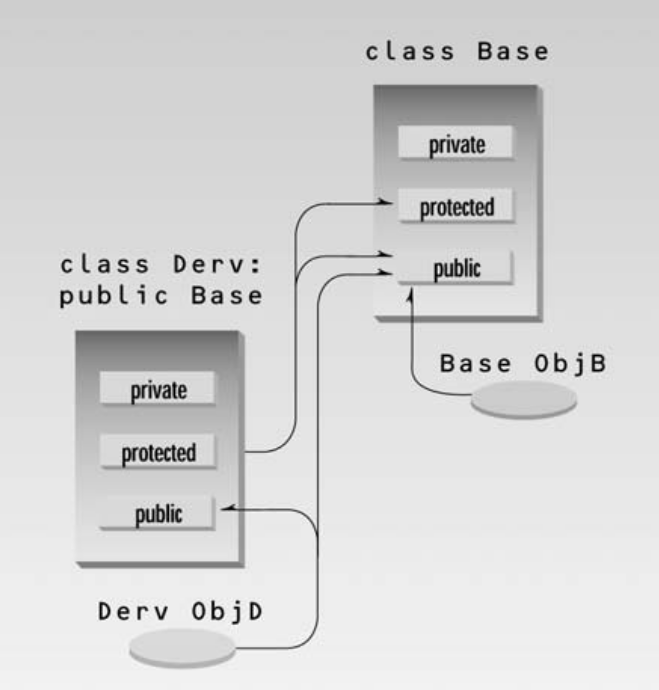 class Base
private
protected
public
class Derv:
public Base
Base ObjB
private
protected
public
Derv ObjD